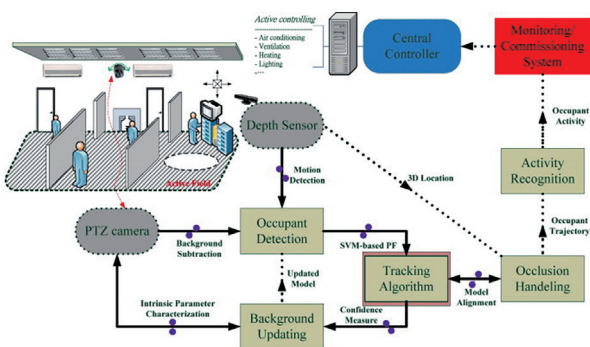 Active controlling
- Air conditioning
- Ventilation
- Heating
- Lighting
-...
Central
Controller
Monitoring/
Commissioning
System
Depth Sensor
Active Field
Occupant
Activity
Motion
Detection
3D Location
Activity
Recognition
PTZ camera
Background
Subtraction
Occupant
Detection
SVM-based PF
Occupant
Trajectory
Updated
Model
Tracking
Algorithm
Model
Alignment
Occlusion
Handeling
Intrinsic Parameter
Characterization
Background
Updating
Confidence
Measure